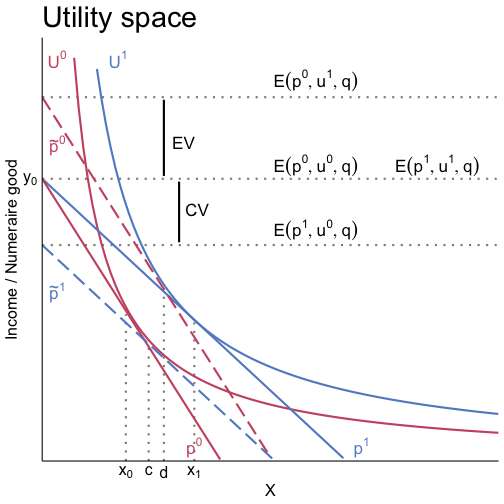 Utility space
U⁰
U¹
E(p⁰, u¹, q)
p̃⁰
EV
y₀
E(p⁰, u⁰, q)
E(p¹, u¹, q)
CV
E(p¹, u⁰, q)
p̃¹
Income / Numeraire good
p⁰
p¹
x₀
c
d
x₁
X